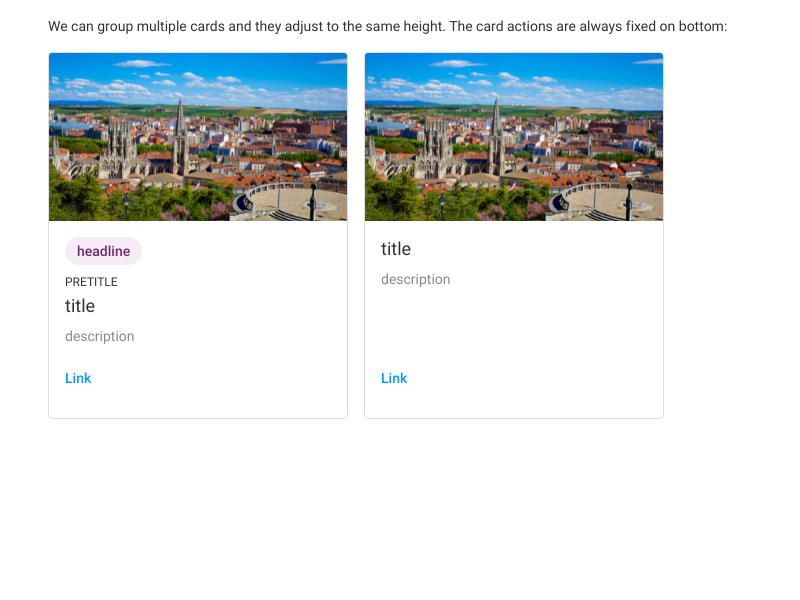 We can group multiple cards and they adjust to the same height. The card actions are always fixed on bottom:
headline
PRETITLE
title
description
Link
title
description
Link